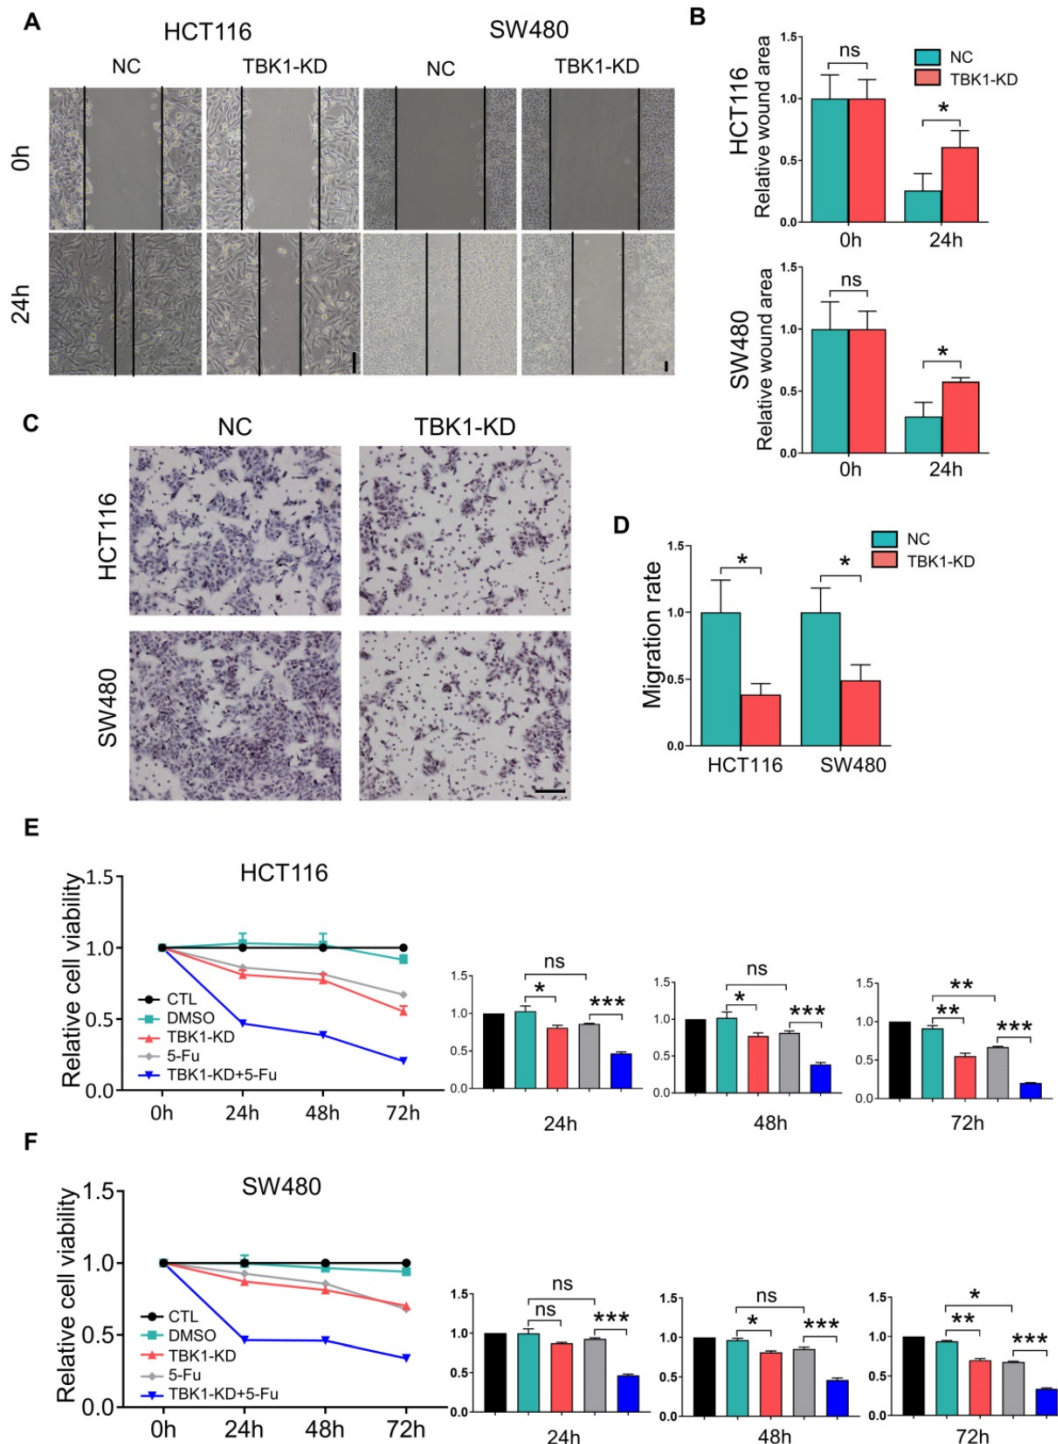 A
HCT116
SW480
NC
TBK1-KD
NC
TBK1-KD
0h
24h
B
HCT116
Relative wound area
1.5
1.0
0.5
0.0
ns
*
NC
TBK1-KD
0h
24h
SW480
Relative wound area
1.5
1.0
0.5
0.0
ns
*
0h
24h
C
NC
TBK1-KD
HCT116
SW480
D
NC
TBK1-KD
Migration rate
1.5
1.0
0.5
0.0
*
*
HCT116
SW480
E
HCT116
Relative cell viability
1.5
1.0
0.5
0.0
CTL
DMSO
TBK1-KD
5-Fu
TBK1-KD+5-Fu
0h
24h
48h
72h
1.5
1.0
0.5
0.0
ns
*
***
24h
1.5
1.0
0.5
0.0
ns
*
***
48h
1.5
1.0
0.5
0.0
**
**
***
72h
F
SW480
Relative cell viability
1.5
1.0
0.5
0.0
CTL
DMSO
TBK1-KD
5-Fu
TBK1-KD+5-Fu
0h
24h
48h
72h
1.5
1.0
0.5
0.0
ns
ns
***
24h
1.5
1.0
0.5
0.0
ns
*
***
48h
1.5
1.0
0.5
0.0
*
**
***
72h